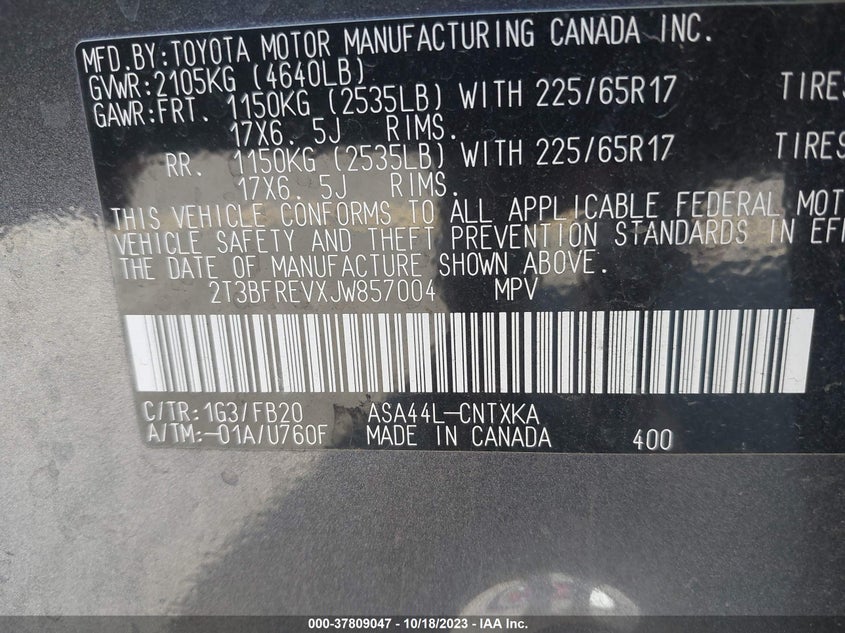 MFD.BY:TOYOTA MOTOR MANUFACTURING CANADA INC.
GVWR:2105KG (4640LB)
GAWR:FRT. 1150KG (2535LB) WITH 225/65R17 TIRES
17X6.5J RIMS.
RR. 1150KG (2535LB) WITH 225/65R17 TIRES
17X6.5J RIMS.
THIS VEHICLE CONFORMS TO ALL APPLICABLE FEDERAL MOT
VEHICLE SAFETY AND THEFT PREVENTION STANDARDS IN EF
THE DATE OF MANUFACTURE SHOWN ABOVE.
2T3BFREVXJW857004 MPV
C/TR:1G3/FB20 ASA44L-CNTXKA
A/TM:-01A/U760F MADE IN CANADA 400
000-37809047 - 10/18/2023 - IAA Inc.